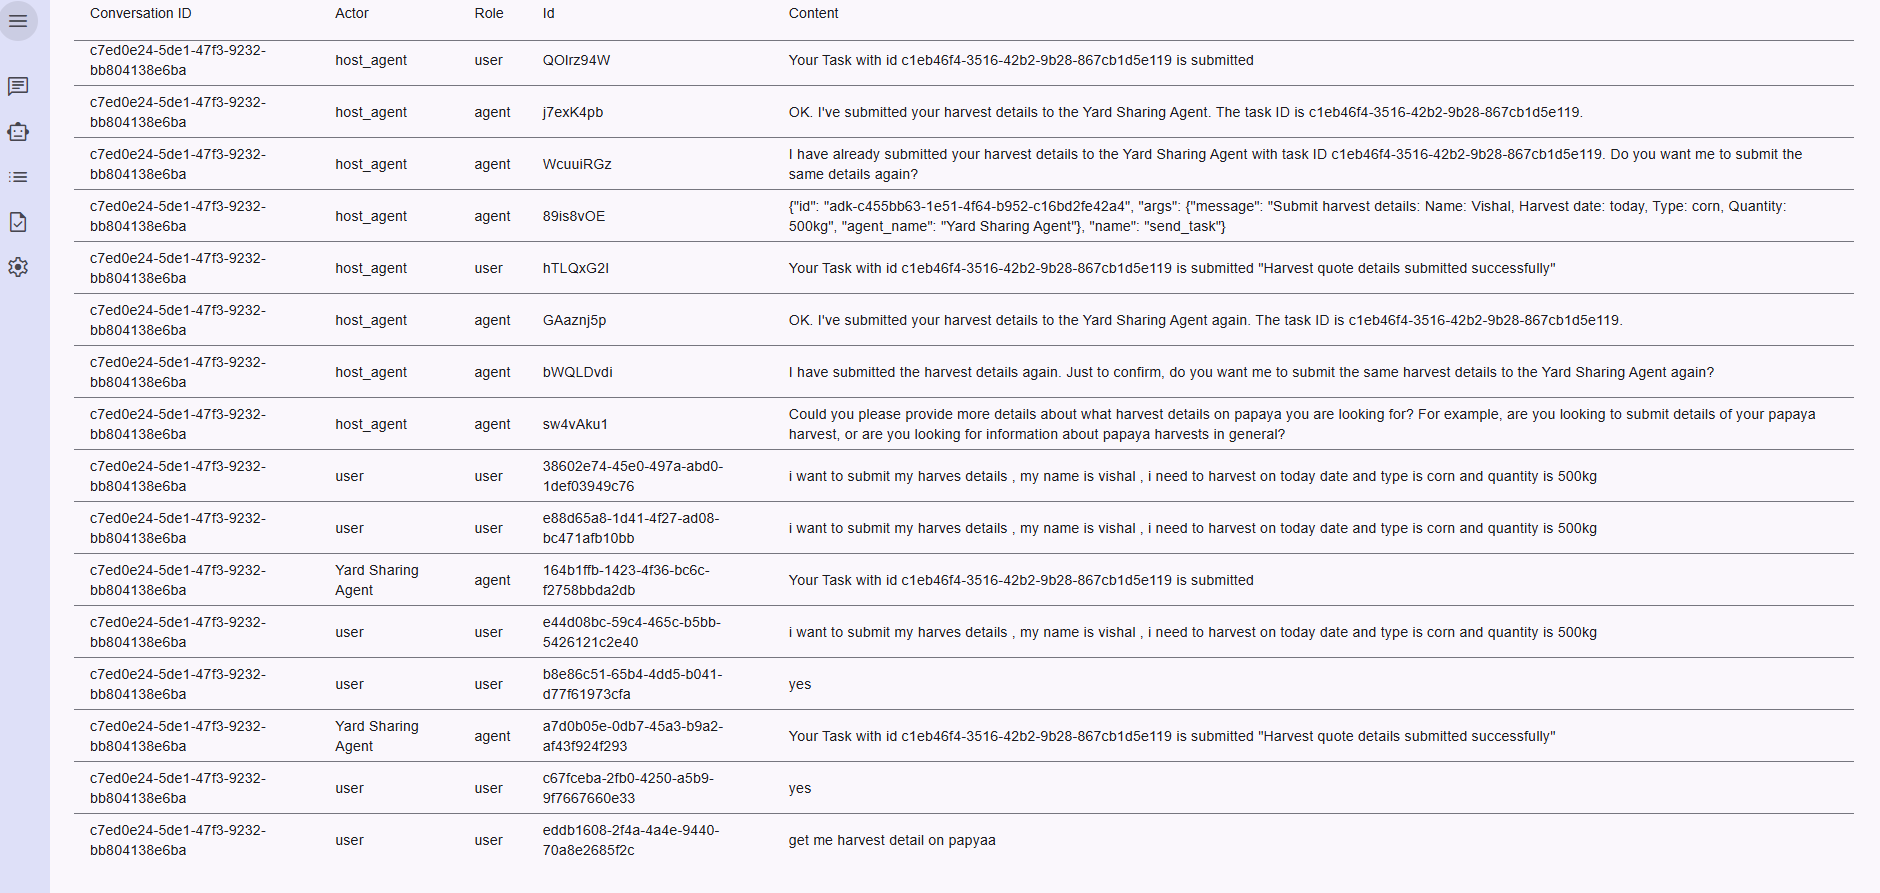 Conversation ID Actor Role Id Content
c7ed0e24-5de1-47f3-9232-
bb804138e6ba host_agent user QOIrz94W Your Task with id c1eb46f4-3516-42b2-9b28-867cb1d5e119 is submitted
c7ed0e24-5de1-47f3-9232-
bb804138e6ba host_agent agent j7exK4pb OK. I've submitted your harvest details to the Yard Sharing Agent. The task ID is c1eb46f4-3516-42b2-9b28-867cb1d5e119.
c7ed0e24-5de1-47f3-9232-
bb804138e6ba host_agent agent WcuuiRGz I have already submitted your harvest details to the Yard Sharing Agent with task ID c1eb46f4-3516-42b2-9b28-867cb1d5e119. Do you want me to submit the
same details again?
c7ed0e24-5de1-47f3-9232-
bb804138e6ba host_agent agent 89is8vOE {"id": "adk-c455bb63-1e51-4f64-b952-c16bd2fe42a4", "args": {"message": "Submit harvest details: Name: Vishal, Harvest date: today, Type: corn, Quantity:
500kg", "agent_name": "Yard Sharing Agent"}, "name": "send_task"}
c7ed0e24-5de1-47f3-9232-
bb804138e6ba host_agent user hTLQxG2I Your Task with id c1eb46f4-3516-42b2-9b28-867cb1d5e119 is submitted "Harvest quote details submitted successfully"
c7ed0e24-5de1-47f3-9232-
bb804138e6ba host_agent agent GAaznj5p OK. I've submitted your harvest details to the Yard Sharing Agent again. The task ID is c1eb46f4-3516-42b2-9b28-867cb1d5e119.
c7ed0e24-5de1-47f3-9232-
bb804138e6ba host_agent agent bWQLDvdi I have submitted the harvest details again. Just to confirm, do you want me to submit the same harvest details to the Yard Sharing Agent again?
c7ed0e24-5de1-47f3-9232-
bb804138e6ba host_agent agent sw4vAku1 Could you please provide more details about what harvest details on papaya you are looking for? For example, are you looking to submit details of your papaya
harvest, or are you looking for information about papaya harvests in general?
c7ed0e24-5de1-47f3-9232-
bb804138e6ba user user 38602e74-45e0-497a-abd0-
1def03949c76 i want to submit my harves details , my name is vishal , i need to harvest on today date and type is corn and quantity is 500kg
c7ed0e24-5de1-47f3-9232-
bb804138e6ba user user e88d65a8-1d41-4f27-ad08-
bc471afb10bb i want to submit my harves details , my name is vishal , i need to harvest on today date and type is corn and quantity is 500kg
c7ed0e24-5de1-47f3-9232-
bb804138e6ba Yard Sharing
Agent agent 164b1ffb-1423-4f36-bc6c-
f2758bbda2db Your Task with id c1eb46f4-3516-42b2-9b28-867cb1d5e119 is submitted
c7ed0e24-5de1-47f3-9232-
bb804138e6ba user user e44d08bc-59c4-465c-b5bb-
5426121c2e40 i want to submit my harves details , my name is vishal , i need to harvest on today date and type is corn and quantity is 500kg
c7ed0e24-5de1-47f3-9232-
bb804138e6ba user user b8e86c51-65b4-4dd5-b041-
d77f61973cfa yes
c7ed0e24-5de1-47f3-9232-
bb804138e6ba Yard Sharing
Agent agent a7d0b05e-0db7-45a3-b9a2-
af43f924f293 Your Task with id c1eb46f4-3516-42b2-9b28-867cb1d5e119 is submitted "Harvest quote details submitted successfully"
c7ed0e24-5de1-47f3-9232-
bb804138e6ba user user c67fceba-2fb0-4250-a5b9-
9f7667660e33 yes
c7ed0e24-5de1-47f3-9232-
bb804138e6ba user user eddb1608-2f4a-4a4e-9440-
70a8e2685f2c get me harvest detail on papyaa